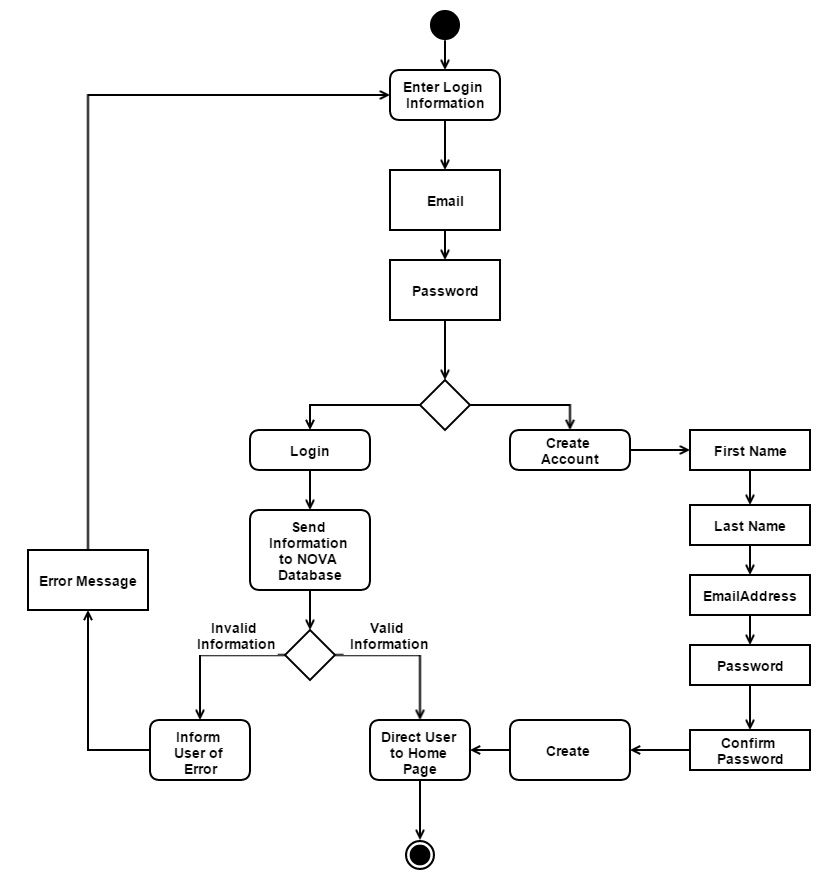 Enter Login
Information
Email
Password
Login
Create
Account
First Name
Send
Information
to NOVA
Database
Last Name
Error Message
EmailAddress
Invalid
Information
Valid
Information
Password
Inform
User of
Error
Direct User
to Home
Page
Create
Confirm
Password